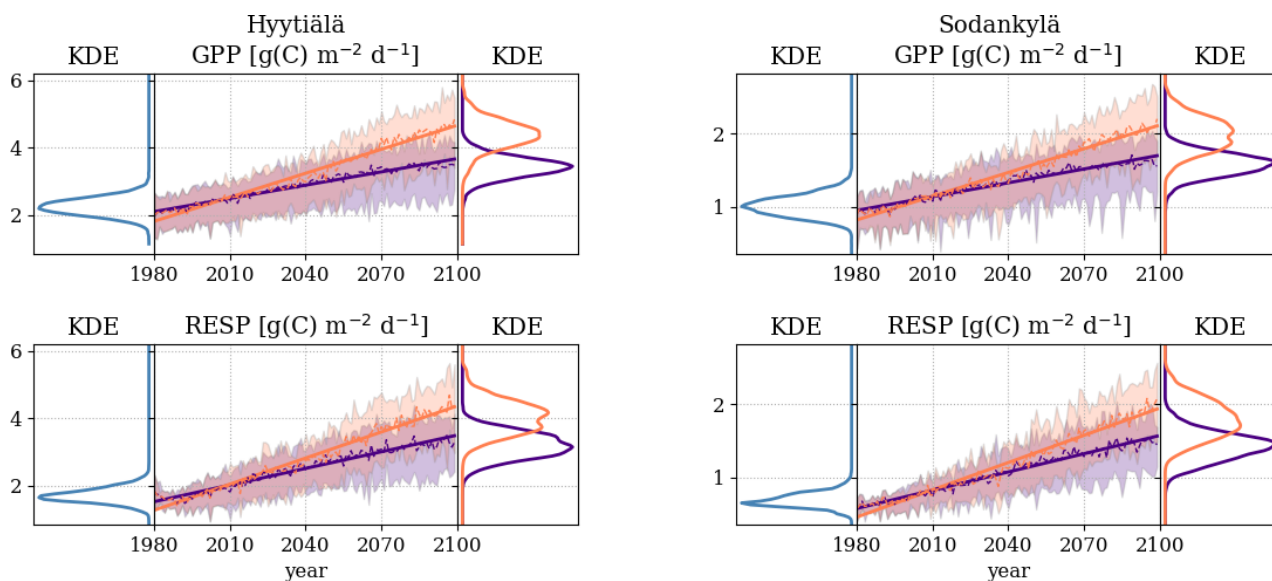 Hyytiälä
KDE GPP [g(C) m⁻² d⁻¹] KDE
6
4
2
1980 2010 2040 2070 2100
Sodankylä
KDE GPP [g(C) m⁻² d⁻¹] KDE
2
1
1980 2010 2040 2070 2100
KDE RESP [g(C) m⁻² d⁻¹] KDE
6
4
2
1980 2010 2040 2070 2100
year
KDE RESP [g(C) m⁻² d⁻¹] KDE
2
1
1980 2010 2040 2070 2100
year